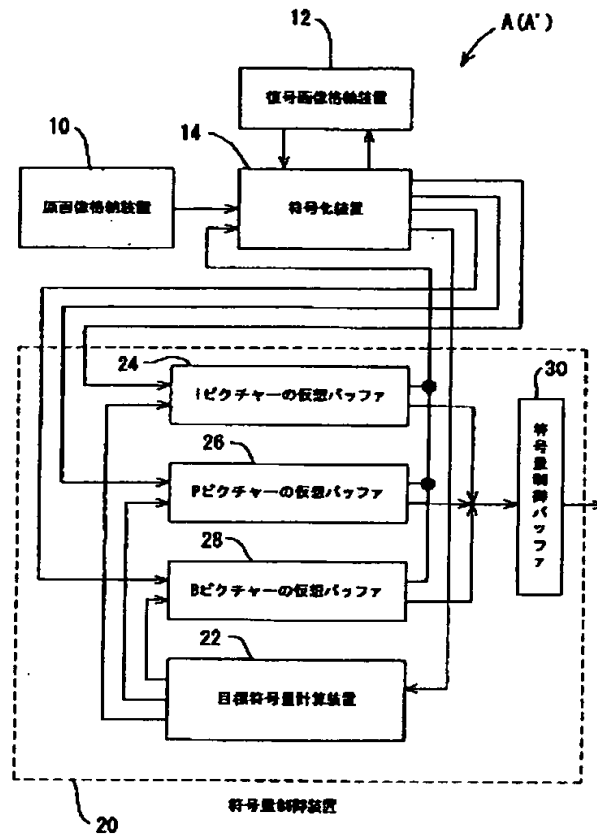 A(A')
12
復号画像格納装置
10
14
原画像格納装置
符号化装置
24
Iピクチャーの仮想バッファ
30
符号量制御バッファ
26
Pピクチャーの仮想バッファ
28
Bピクチャーの仮想バッファ
22
目標符号量計算装置
20
符号量制御装置